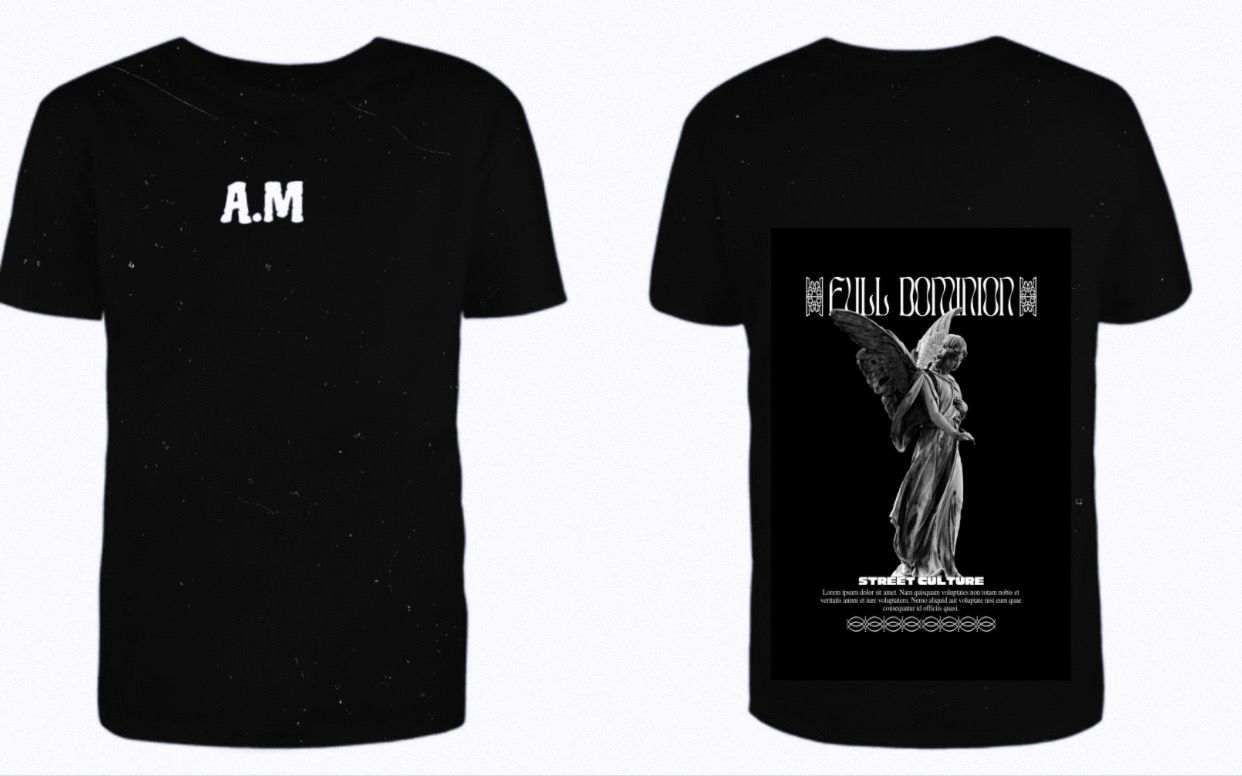 A.M
FULL DOMINION
STREET CULTURE
Lorem ipsum dolor sit amet. Nam quisquam voluptates non totam nobis et
veritatis animi et iure voluptatem. Nemo aliquid aut voluptate nisi eum quae
consequatur id officiis quasi.